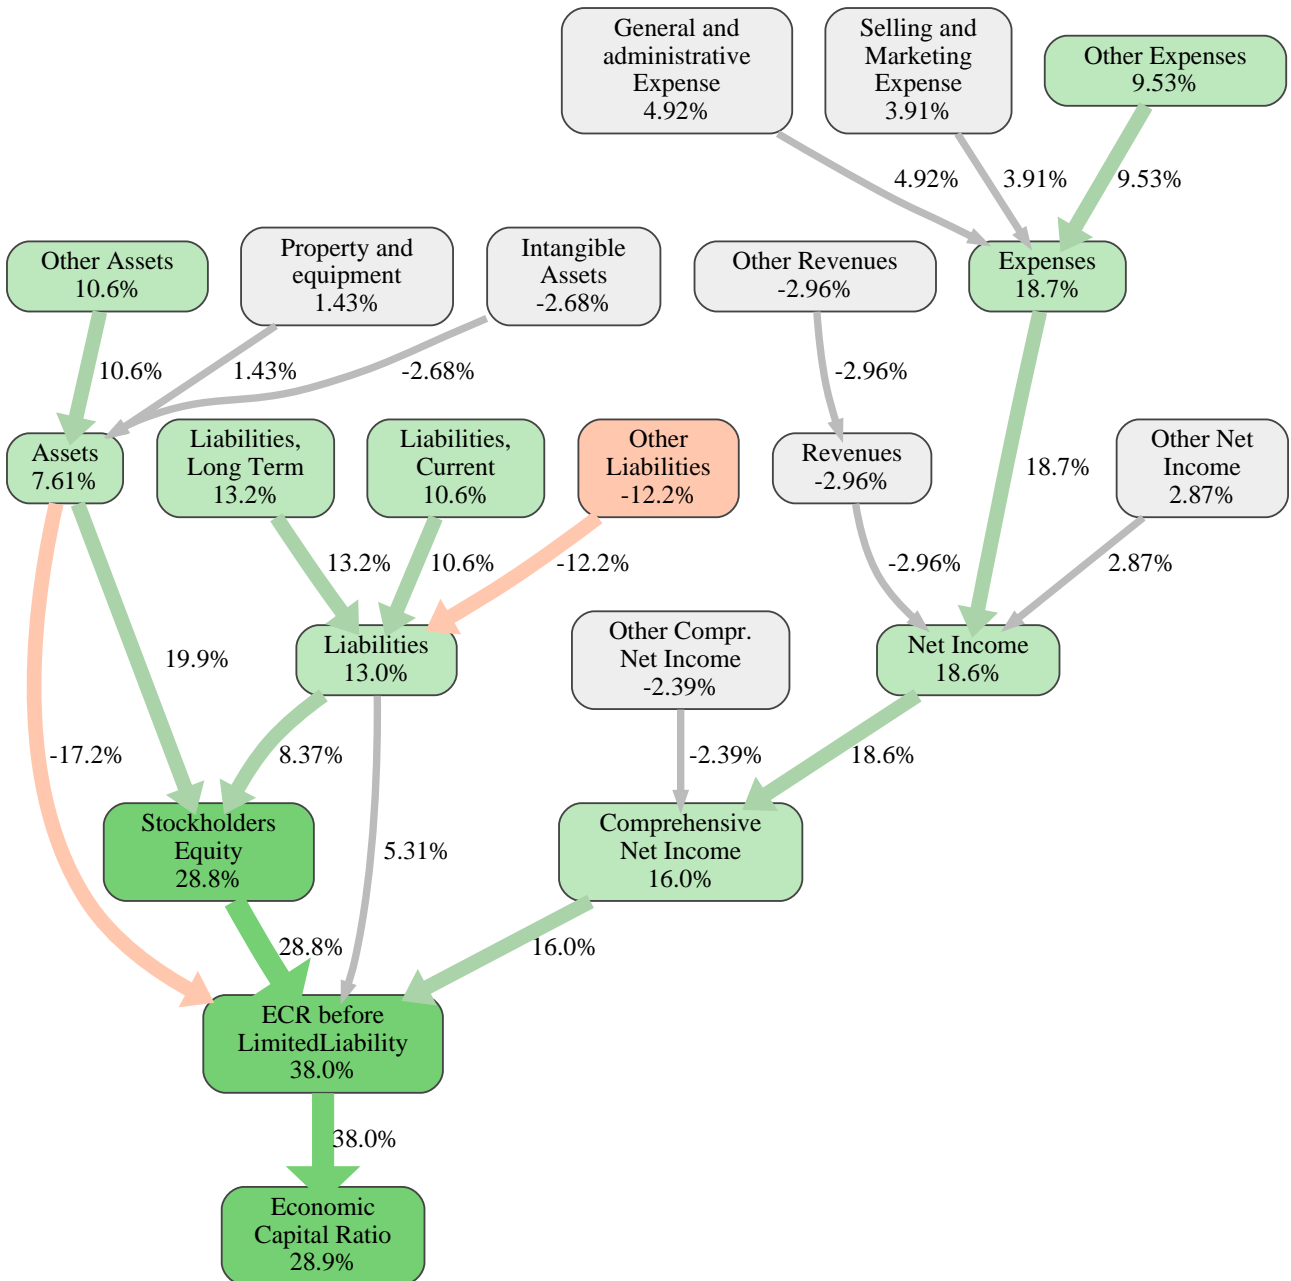 General and
administrative
Expense
4.92%
Selling and
Marketing
Expense
3.91%
Other Expenses
9.53%
4.92%
3.91%
9.53%
Other Assets
10.6%
Property and
equipment
1.43%
Intangible
Assets
-2.68%
Other Revenues
-2.96%
Expenses
18.7%
10.6%
1.43%
-2.68%
-2.96%
Assets
7.61%
Liabilities,
Long Term
13.2%
Liabilities,
Current
10.6%
Other
Liabilities
-12.2%
Revenues
-2.96%
18.7%
Other Net
Income
2.87%
13.2%
10.6%
-12.2%
-2.96%
2.87%
19.9%
Liabilities
13.0%
Other Compr.
Net Income
-2.39%
Net Income
18.6%
-17.2%
8.37%
-2.39%
18.6%
Stockholders
Equity
28.8%
5.31%
Comprehensive
Net Income
16.0%
28.8%
16.0%
ECR before
LimitedLiability
38.0%
38.0%
Economic
Capital Ratio
28.9%